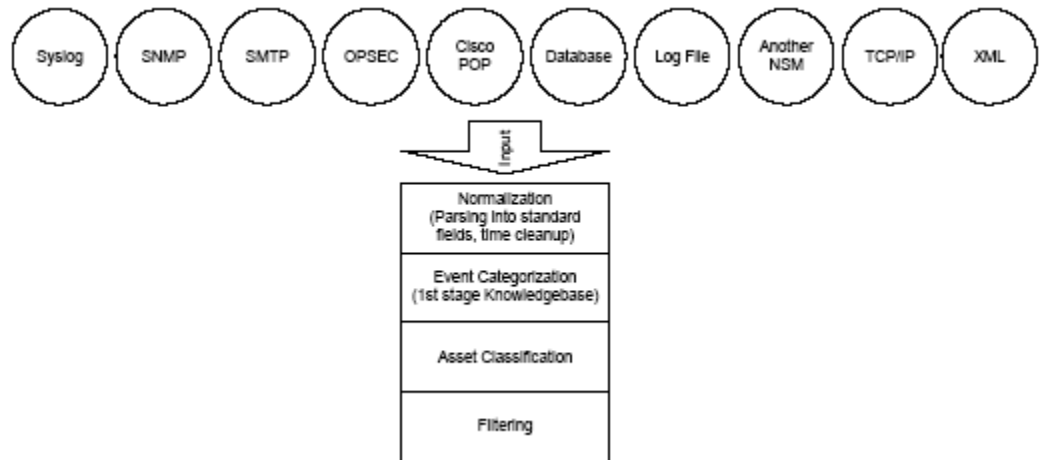 Syslog
SNMP
SMTP
OPSEC
Cisco
POP
Database
Log File
Another
NSM
TCP/IP
XML
Input
Normalization
(Parsing into standard
fields, time cleanup)
Event Categorization
(1st stage Knowledgebase)
Asset Classification
Filtering